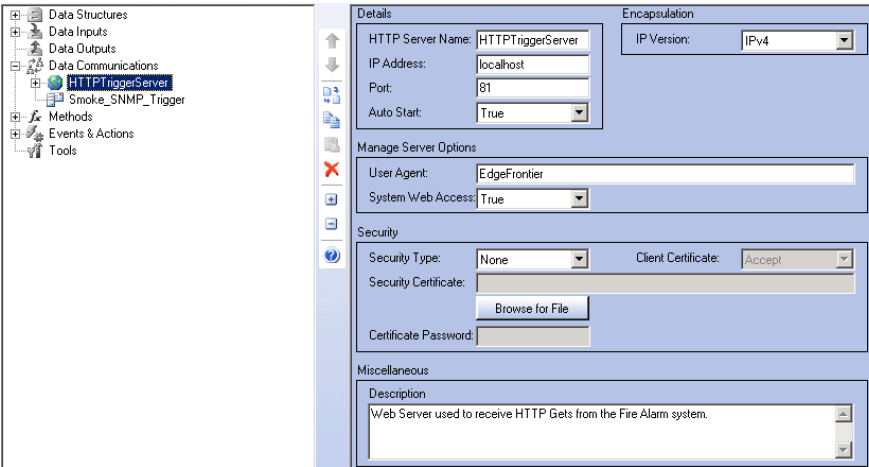 Data Structures
Data Inputs
Data Outputs
Data Communications
HTTPTriggerServer
Smoke_SNMP_Trigger
Methods
Events & Actions
Tools
Details
HTTP Server Name: HTTPTriggerServer
IP Address: localhost
Port: 81
Auto Start: True
Encapsulation
IP Version: IPv4
Manage Server Options
User Agent: EdgeFrontier
System Web Access: True
Security
Security Type: None Client Certificate: Accept
Security Certificate:
Browse for File
Certificate Password:
Miscellaneous
Description
Web Server used to receive HTTP Gets from the Fire Alarm system.